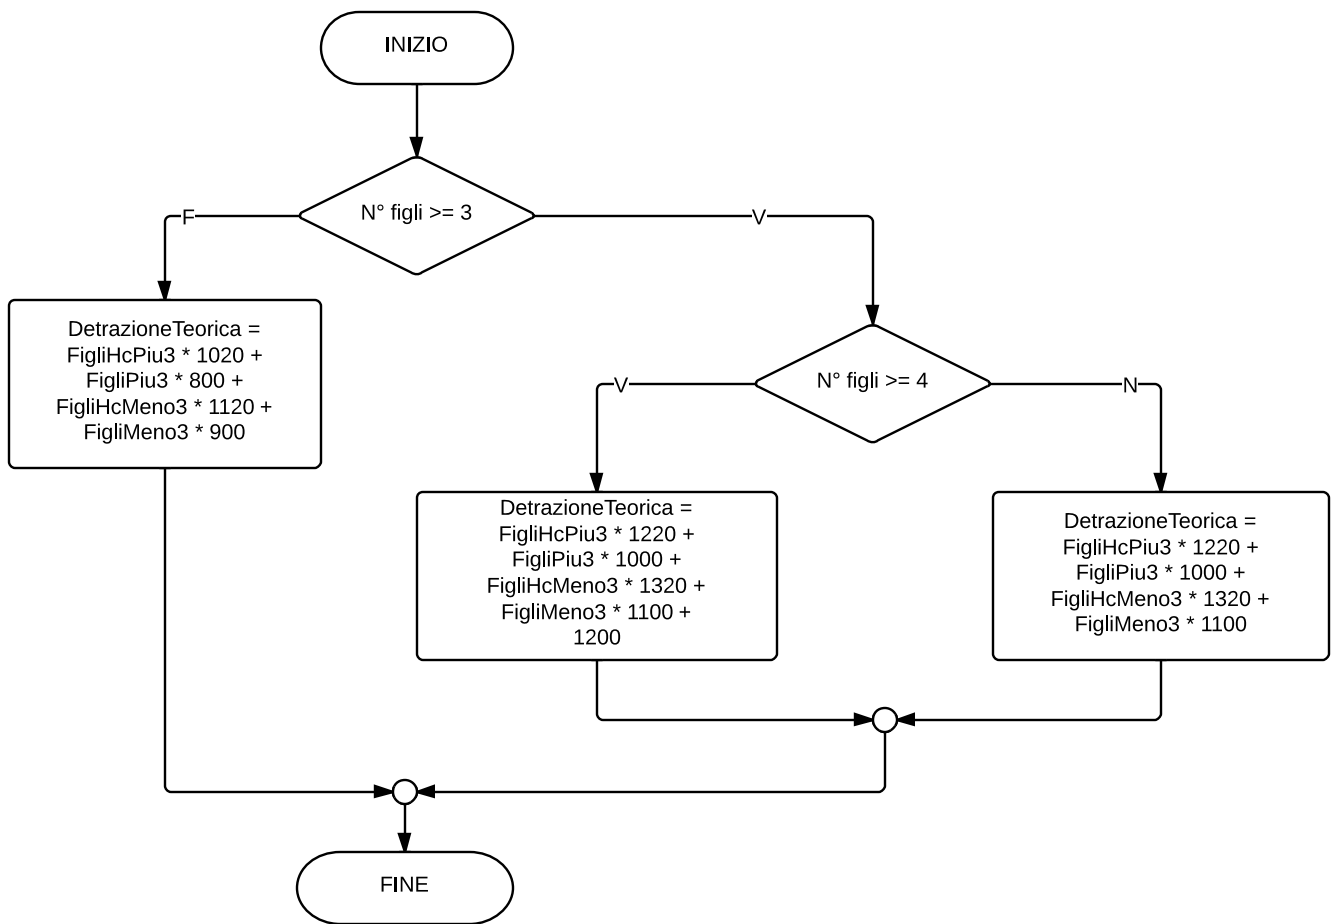 INIZIO
N° figli >= 3
F
V
DetrazioneTeorica =
FigliHcPiu3 * 1020 +
FigliPiu3 * 800 +
FigliHcMeno3 * 1120 +
FigliMeno3 * 900
N° figli >= 4
V
N
DetrazioneTeorica =
FigliHcPiu3 * 1220 +
FigliPiu3 * 1000 +
FigliHcMeno3 * 1320 +
FigliMeno3 * 1100 +
1200
DetrazioneTeorica =
FigliHcPiu3 * 1220 +
FigliPiu3 * 1000 +
FigliHcMeno3 * 1320 +
FigliMeno3 * 1100
FINE